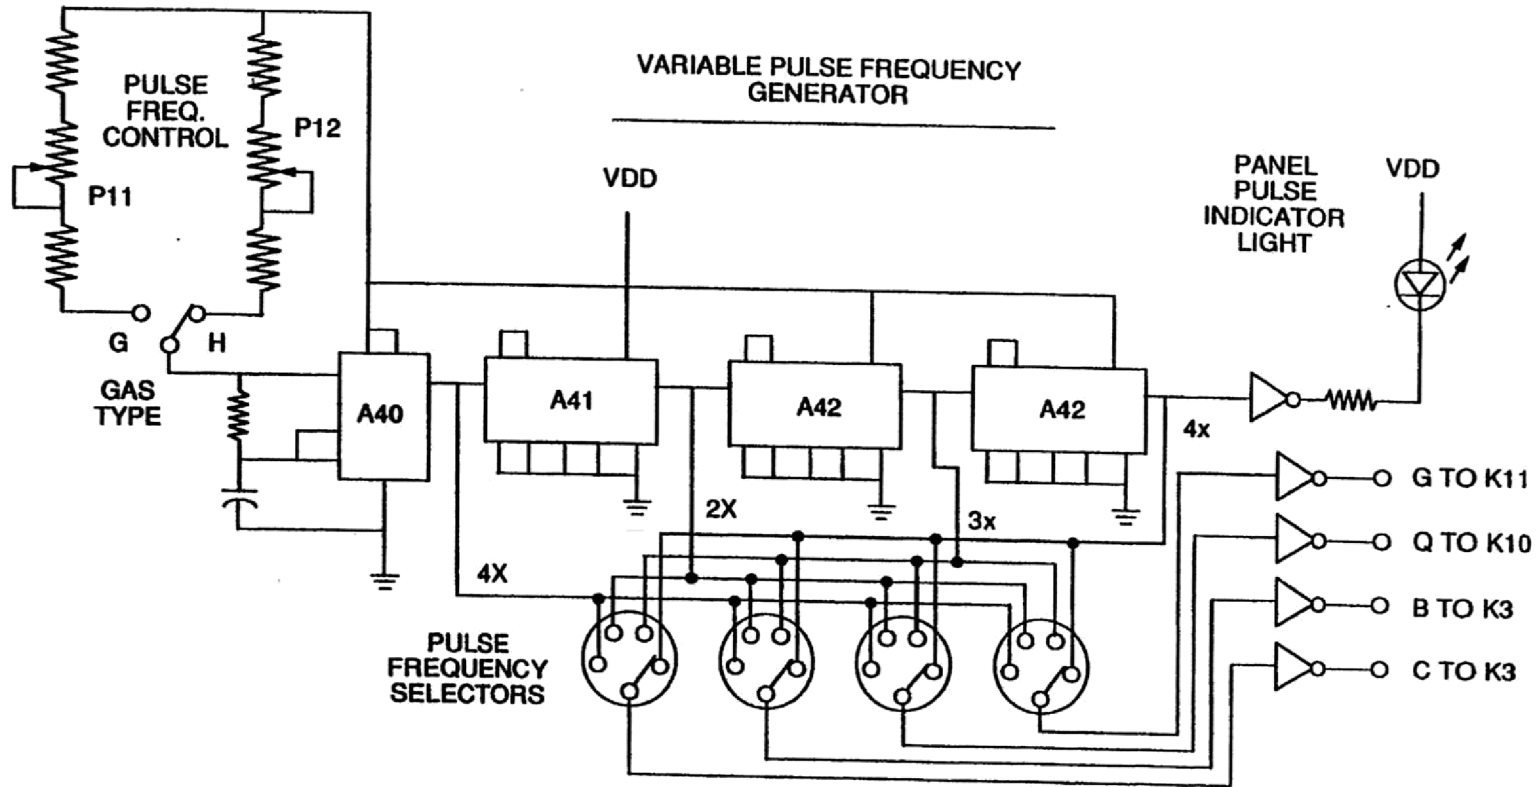 VARIABLE PULSE FREQUENCY
GENERATOR
PULSE
FREQ.
CONTROL
P12
P11
VDD
PANEL
PULSE
INDICATOR
LIGHT
VDD
G
H
GAS
TYPE
A40
A41
A42
A42
4x
G TO K11
2X
3x
Q TO K10
4X
B TO K3
PULSE
FREQUENCY
SELECTORS
C TO K3